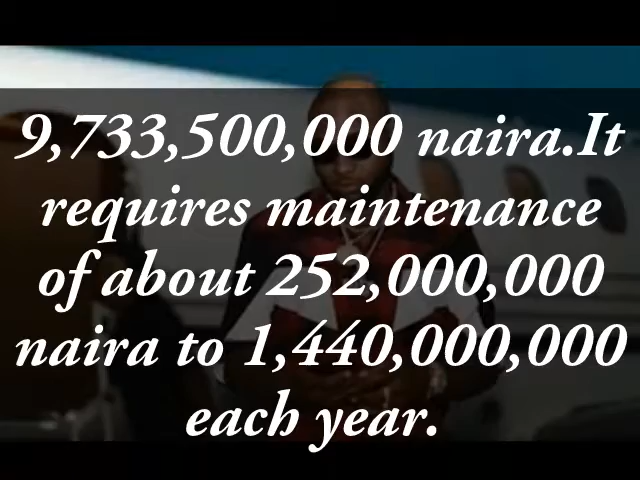 9,733,500,000 naira.It
requires maintenance
of about 252,000,000
naira to 1,440,000,000
each year.